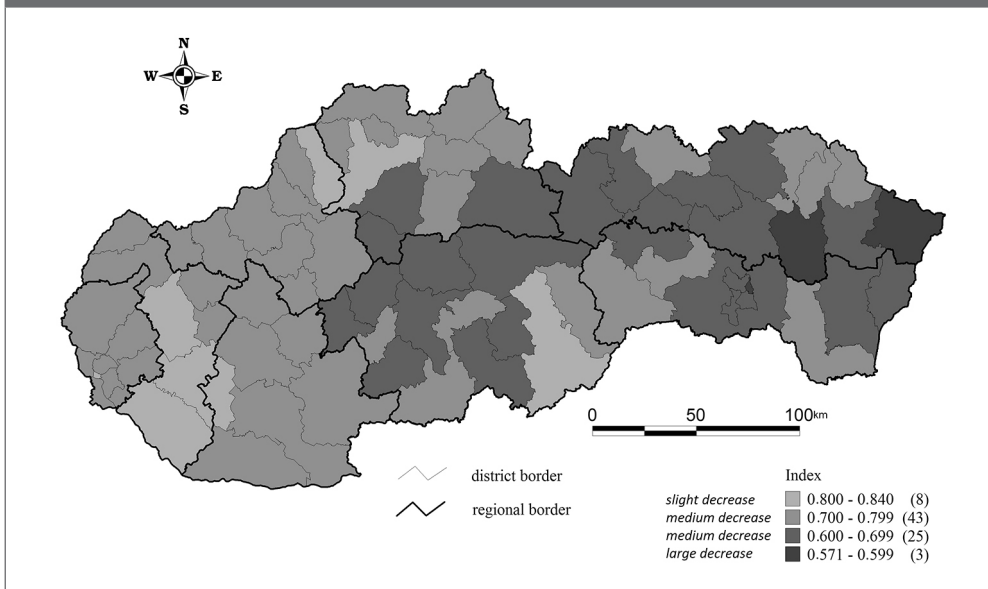 N
W E
S
0 50 100km
district border
regional border
Index
slight decrease 0.800 - 0.840 (8)
medium decrease 0.700 - 0.799 (43)
medium decrease 0.600 - 0.699 (25)
large decrease 0.571 - 0.599 (3)